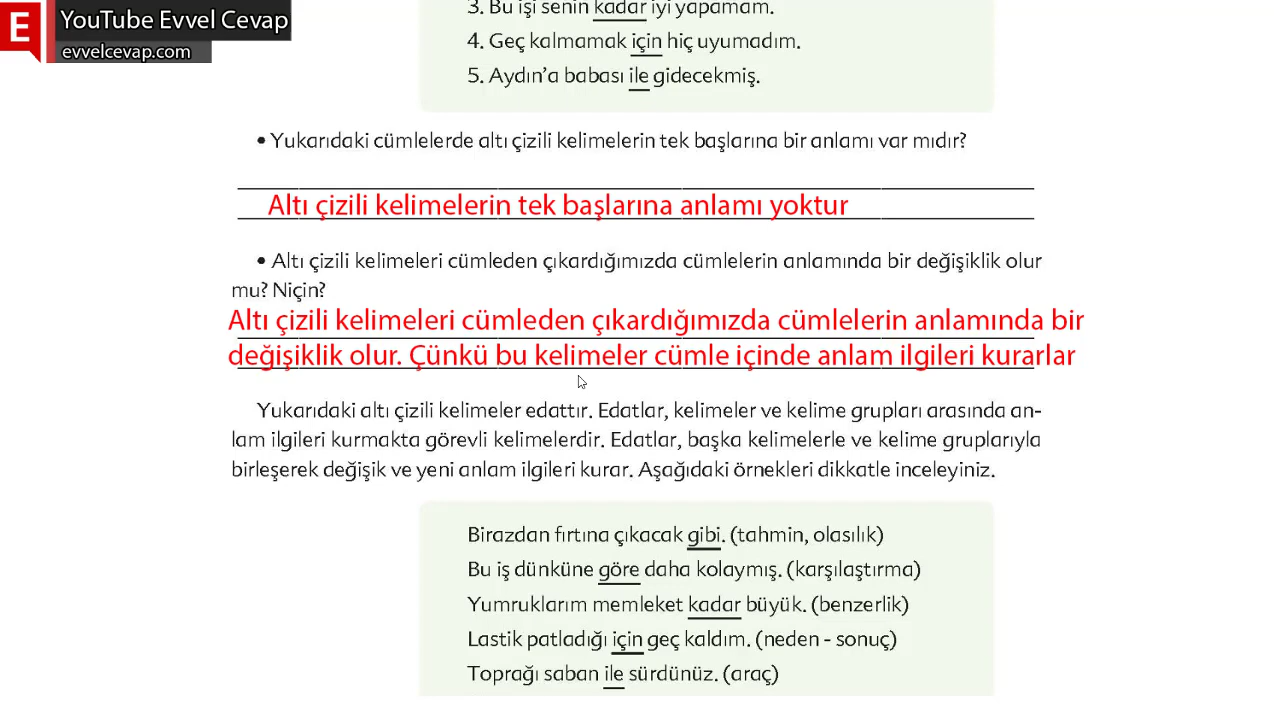 YouTube Evvel Cevap
evvelcevap.com
3. Bu işi senin kadar iyi yapamam.
4. Geç kalmamak için hiç uyumadım.
5. Aydın’a babası ile gidecekmiş.
• Yukarıdaki cümlelerde altı çizili kelimelerin tek başlarına bir anlamı var mıdır?
Altı çizili kelimelerin tek başlarına anlamı yoktur
• Altı çizili kelimeleri cümleden çıkardığımızda cümlelerin anlamında bir değişiklik olur
mu? Niçin?
Altı çizili kelimeleri cümleden çıkardığımızda cümlelerin anlamında bir
değişiklik olur. Çünkü bu kelimeler cümle içinde anlam ilgileri kurarlar
Yukarıdaki altı çizili kelimeler edattır. Edatlar, kelimeler ve kelime grupları arasında an-
lam ilgileri kurmakta görevli kelimelerdir. Edatlar, başka kelimelerle ve kelime gruplarıyla
birleşerek değişik ve yeni anlam ilgileri kurar. Aşağıdaki örnekleri dikkatle inceleyiniz.
Birazdan fırtına çıkacak gibi. (tahmin, olasılık)
Bu iş dünküne göre daha kolaymış. (karşılaştırma)
Yumruklarım memleket kadar büyük. (benzerlik)
Lastik patladığı için geç kaldım. (neden - sonuç)
Toprağı saban ile sürdünüz. (araç)